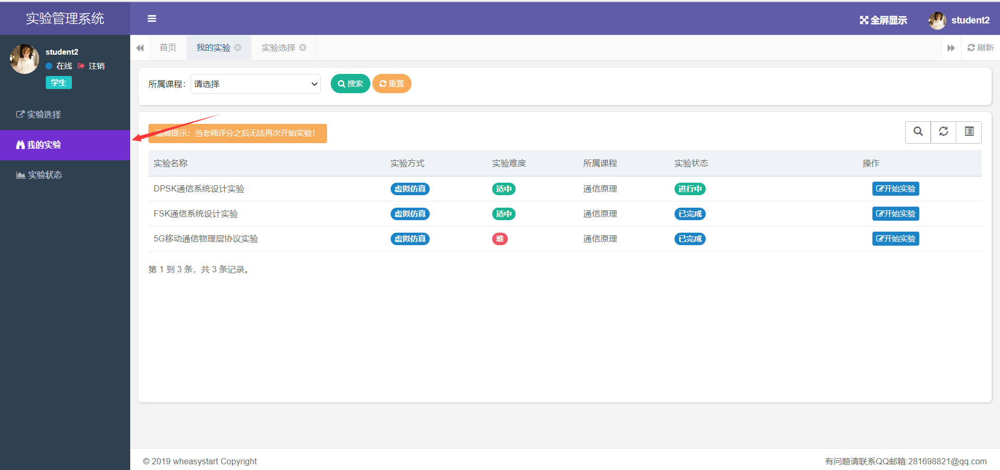 实验管理系统
全屏显示
student2
student2
在线 注销
学生
首页
我的实验
实验选择
刷新
实验选择
我的实验
实验状态
所属课程：
请选择
搜索
重置
温馨提示：当老师评分之后无法再次开始实验！
实验名称 实验方式 实验难度 所属课程 实验状态 操作
DPSK通信系统设计实验 虚拟仿真 适中 通信原理 进行中 开始实验
FSK通信系统设计实验 虚拟仿真 适中 通信原理 已完成 开始实验
5G移动通信物理层协议实验 虚拟仿真 难 通信原理 已完成 开始实验
第 1 到 3 条，共 3 条记录。
© 2019 wheasystart Copyright
有问题请联系QQ邮箱:281698821@qq.com